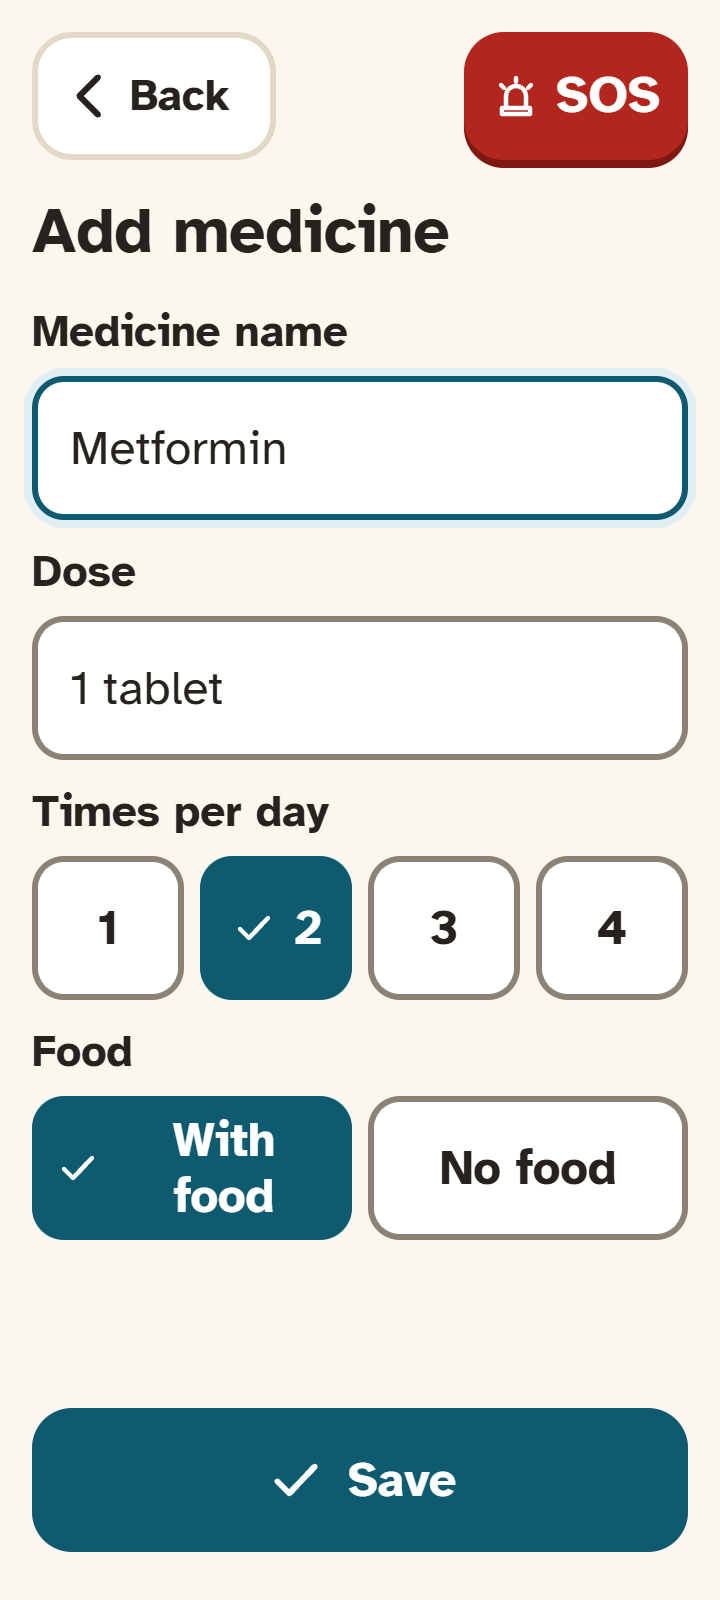 Back
SOS
Add medicine
Medicine name
Metformin
Dose
1 tablet
Times per day
1
2
3
4
Food
With
food
No food
Save